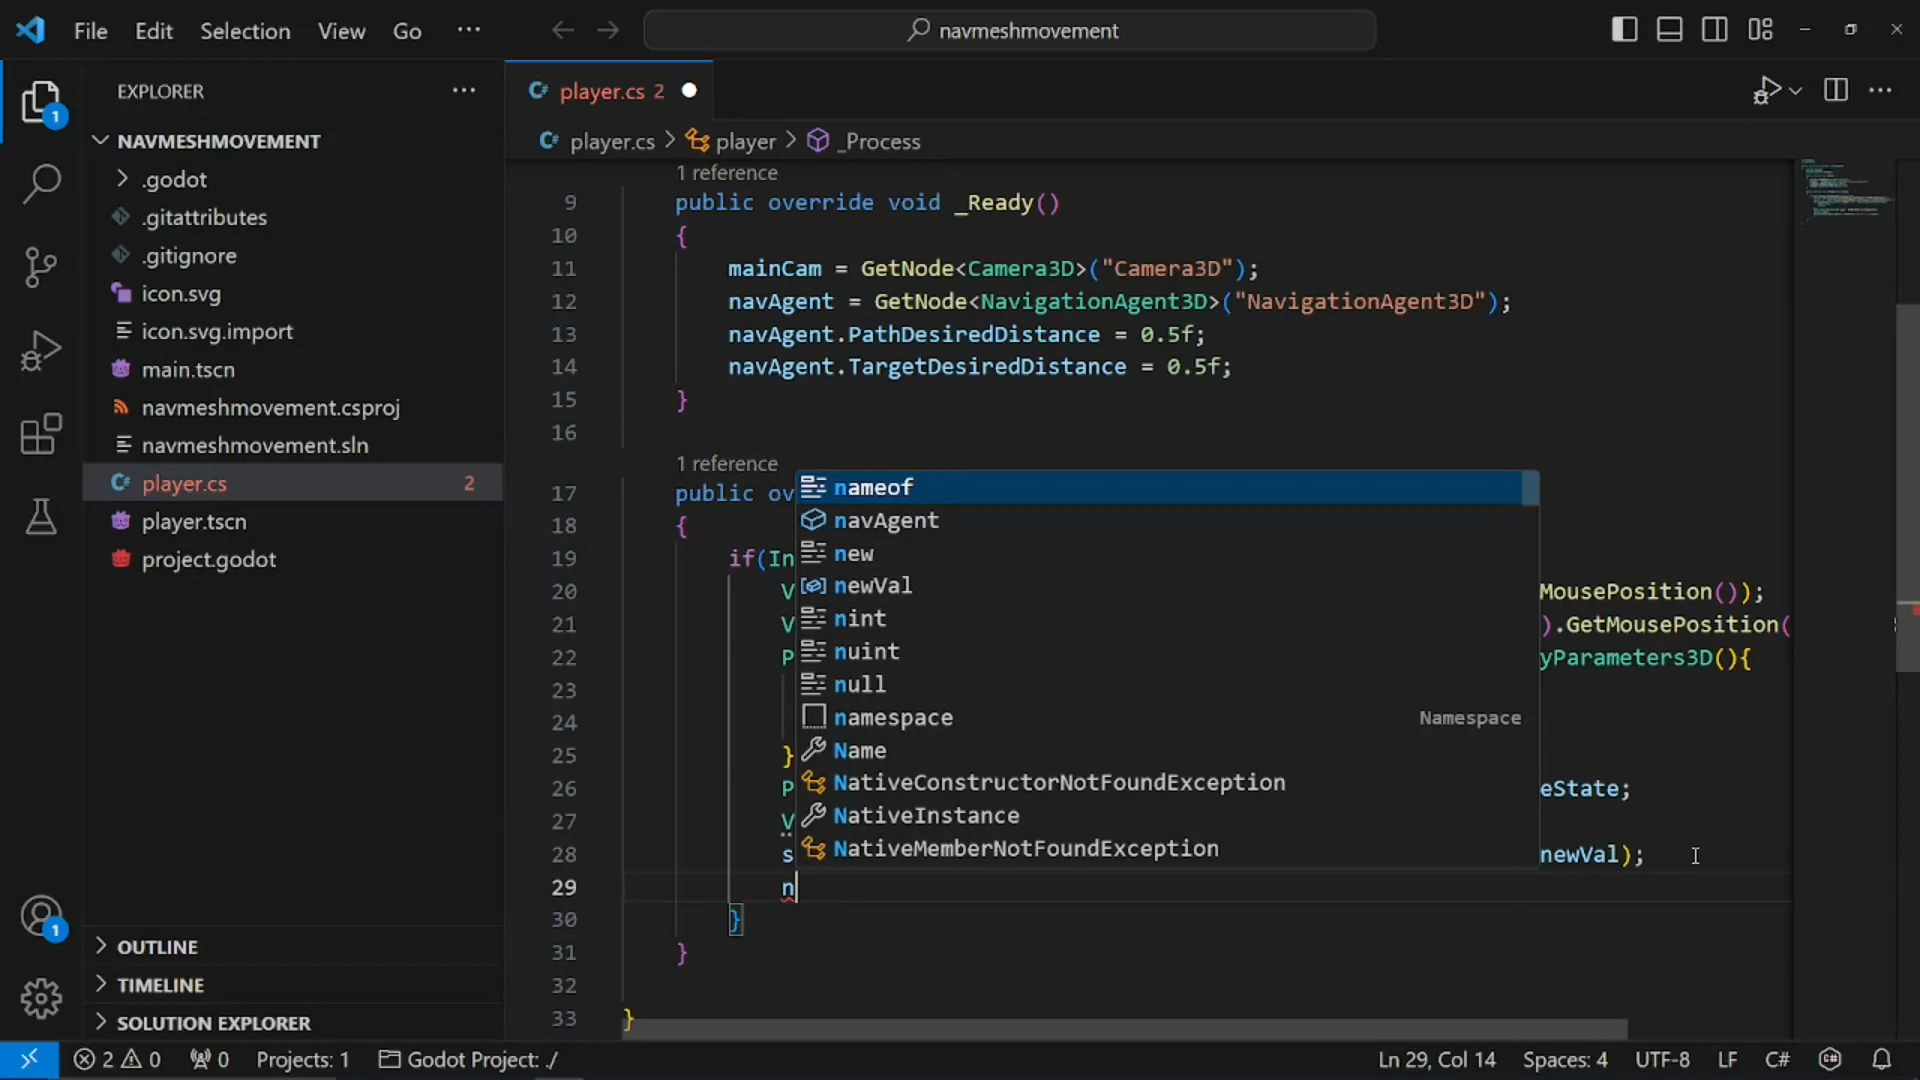 File Edit Selection View Go ···
navmeshmovement
EXPLORER
NAVMESHMOVEMENT
.godot
.gitattributes
.gitignore
icon.svg
icon.svg.import
main.tscn
navmeshmovement.csproj
navmeshmovement.sln
player.cs 2
player.tscn
project.godot
OUTLINE
TIMELINE
SOLUTION EXPLORER
1
1
player.cs 2
player.cs > player > _Process
1 reference
9 public override void _Ready()
10 {
11 mainCam = GetNode<Camera3D>("Camera3D");
12 navAgent = GetNode<NavigationAgent3D>("NavigationAgent3D");
13 navAgent.PathDesiredDistance = 0.5f;
14 navAgent.TargetDesiredDistance = 0.5f;
15 }
16
1 reference
17 public ov
18 {
19 if(In
20 V MousePosition());
21 V ).GetMousePosition(
22 P yParameters3D(){
23
24
25 }
26 P eState;
27 V
28 s newVal);
29 n
30 }
31 }
32
33 }
nameof
navAgent
new
newVal
nint
nuint
null
namespace Namespace
Name
NativeConstructorNotFoundException
NativeInstance
NativeMemberNotFoundException
2 0 0 Projects: 1 Godot Project: ./ Ln 29, Col 14 Spaces: 4 UTF-8 LF C#